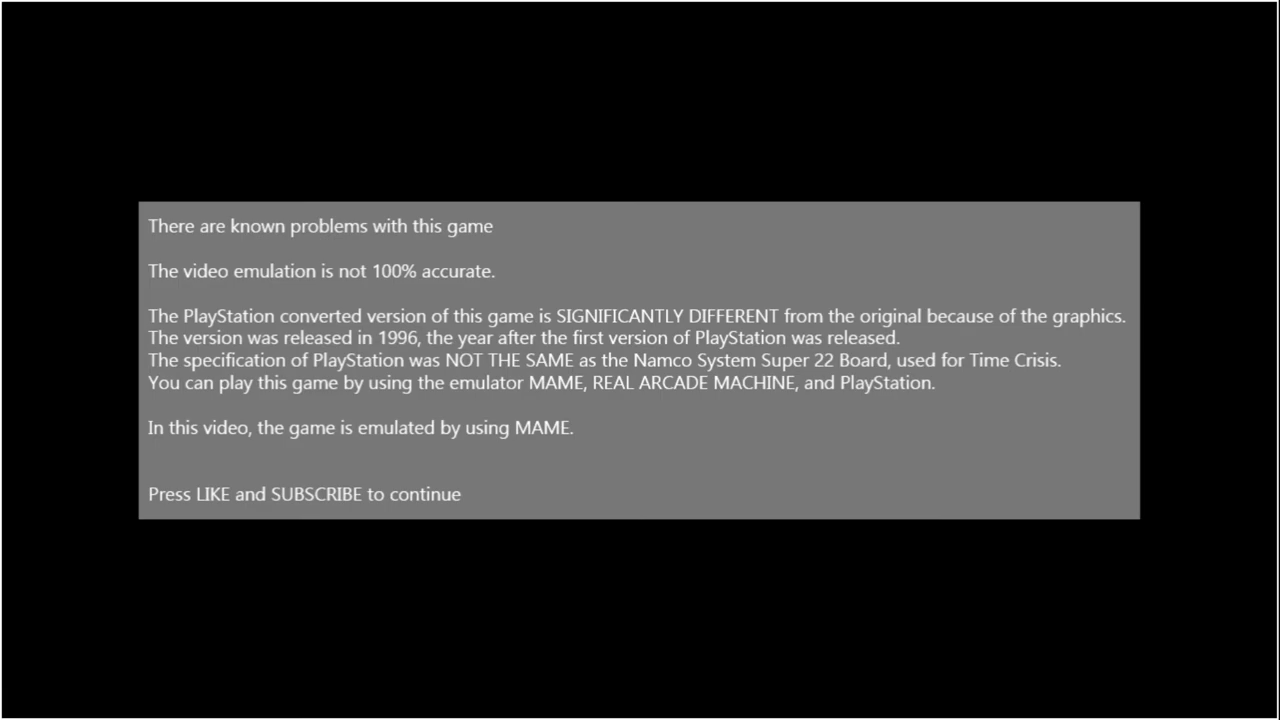 There are known problems with this game
The video emulation is not 100% accurate.
The PlayStation converted version of this game is SIGNIFICANTLY DIFFERENT from the original because of the graphics.
The version was released in 1996, the year after the first version of PlayStation was released.
The specification of PlayStation was NOT THE SAME as the Namco System Super 22 Board, used for Time Crisis.
You can play this game by using the emulator MAME, REAL ARCADE MACHINE, and PlayStation.
In this video, the game is emulated by using MAME.
Press LIKE and SUBSCRIBE to continue